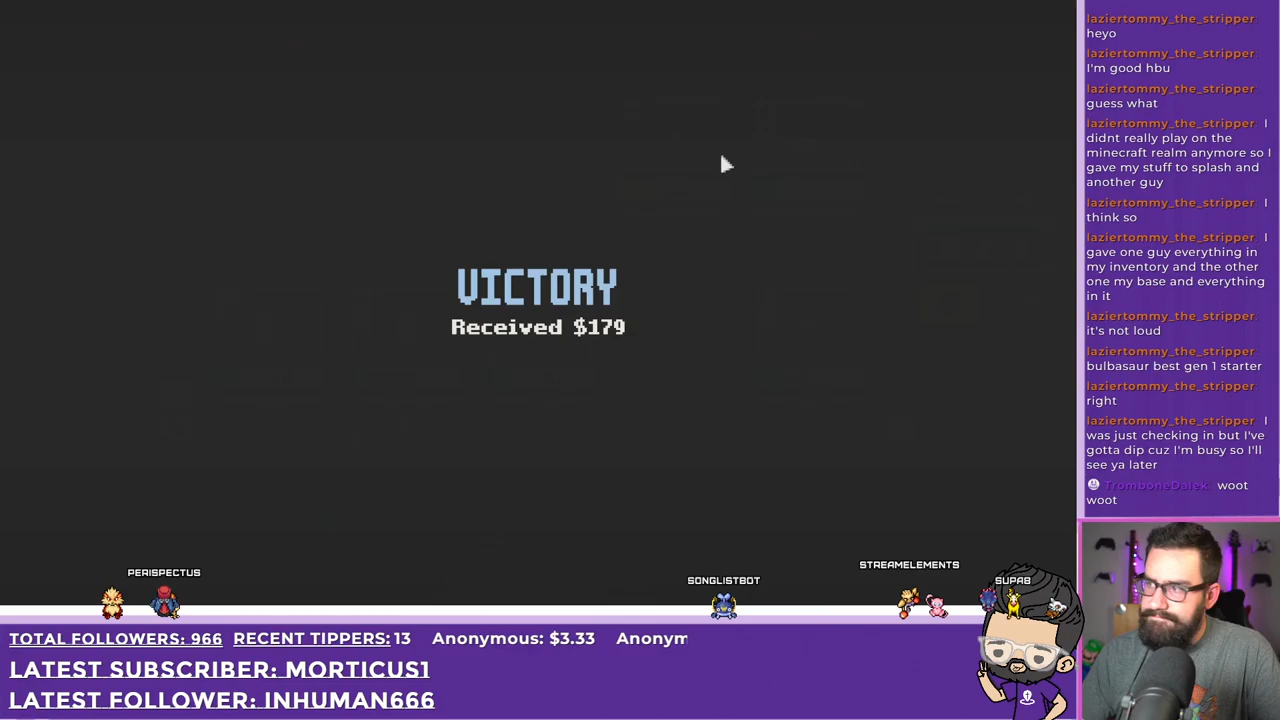 VICTORY
Received $179
laziertommy_the_stripper
heyo
laziertommy_the_stripper
I'm good hbu
laziertommy_the_stripper
guess what
laziertommy_the_stripper I
didnt really play on the
minecraft realm anymore so I
gave my stuff to splash and
another guy
laziertommy_the_stripper I
think so
laziertommy_the_stripper I
gave one guy everything in
my inventory and the other
one my base and everything
in it
laziertommy_the_stripper
it's not loud
laziertommy_the_stripper
bulbasaur best gen 1 starter
laziertommy_the_stripper
right
laziertommy_the_stripper I
was just checking in but I've
gotta dip cuz I'm busy so I'll
see ya later
TromboneDalek woot
woot
PERISPECTUS
SONGLISTBOT
STREAMELEMENTS
SUPA8
TOTAL FOLLOWERS: 966 RECENT TIPPERS: 13 Anonymous: $3.33 Anonym
LATEST SUBSCRIBER: MORTICUS1
LATEST FOLLOWER: INHUMAN666